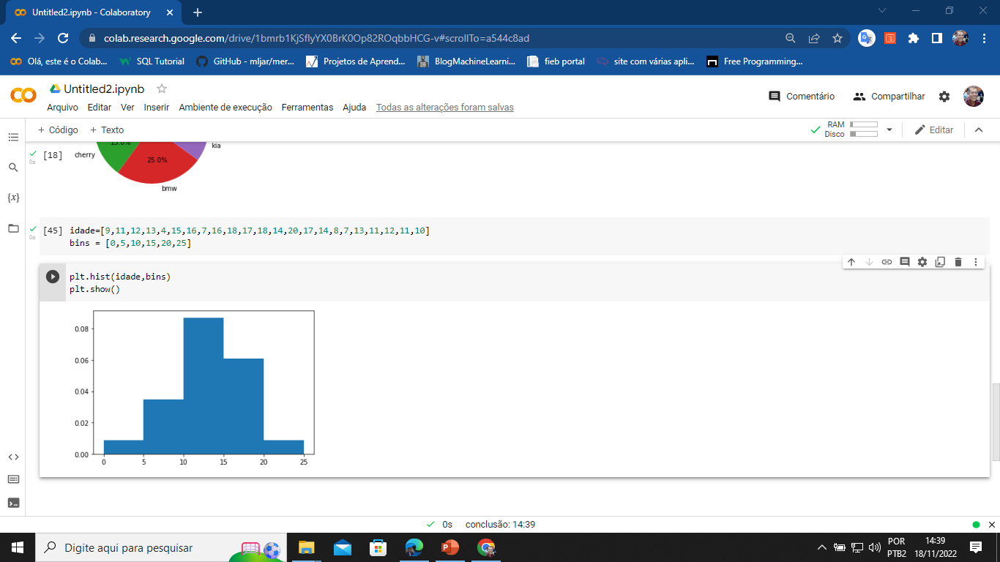 Untitled2.ipynb - Colaboratory
colab.research.google.com/drive/1bmrb1KjSflyYX0BrK0Op82ROqbbHCG-v#scrollTo=a544c8ad
Olá, este é o Colab... SQL Tutorial GitHub - mljar/mer... Projetos de Aprend... BlogMachineLearni... fieb portal site com várias apli... Free Programming...
Untitled2.ipynb
Comentário Compartilhar
Arquivo Editar Ver Inserir Ambiente de execução Ferramentas Ajuda Todas as alterações foram salvas
+ Código + Texto
RAM
Disco
Editar
[18]
0s
cherry
15.0%
25.0%
kia
bmw
{x}
[45] idade=[9,11,12,13,4,15,16,7,16,18,17,18,14,20,17,14,8,7,13,11,12,11,10]
0s
bins = [0,5,10,15,20,25]
plt.hist(idade,bins)
plt.show()
0.08
0.06
0.04
0.02
0.00
0 5 10 15 20 25
0s conclusão: 14:39
Digite aqui para pesquisar
POR
PTB2
14:39
18/11/2022